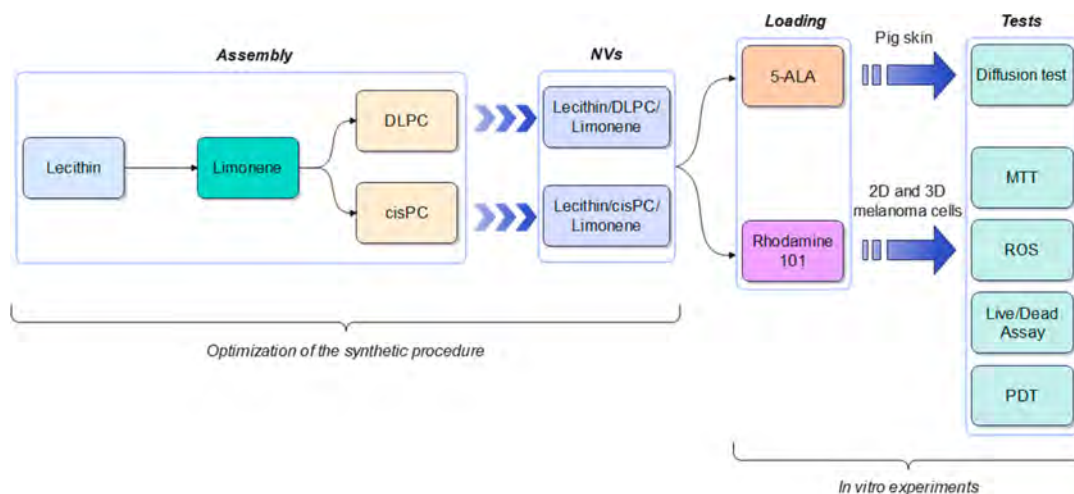 Assembly
Lecithin
Limonene
DLPC
cisPC
NVs
Lecithin/DLPC/
Limonene
Lecithin/cisPC/
Limonene
Optimization of the synthetic procedure
Loading
5-ALA
Rhodamine
101
Pig skin
2D and 3D
melanoma cells
Tests
Diffusion test
MTT
ROS
Live/Dead
Assay
PDT
In vitro experiments